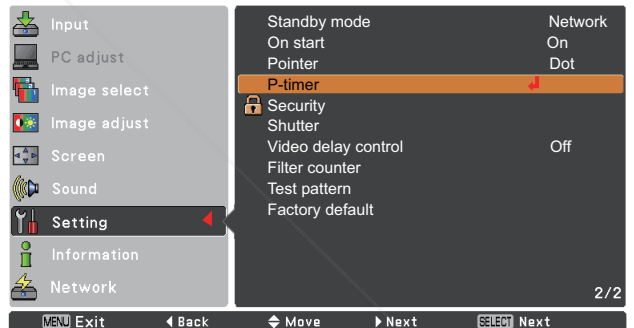 Input
PC adjust
Image select
Image adjust
Screen
Sound
Setting
Information
Network
Standby mode Network
On start On
Pointer Dot
P-timer
Security
Shutter
Video delay control Off
Filter counter
Test pattern
Factory default
2/2
MENU Exit Back Move Next SELECT Next